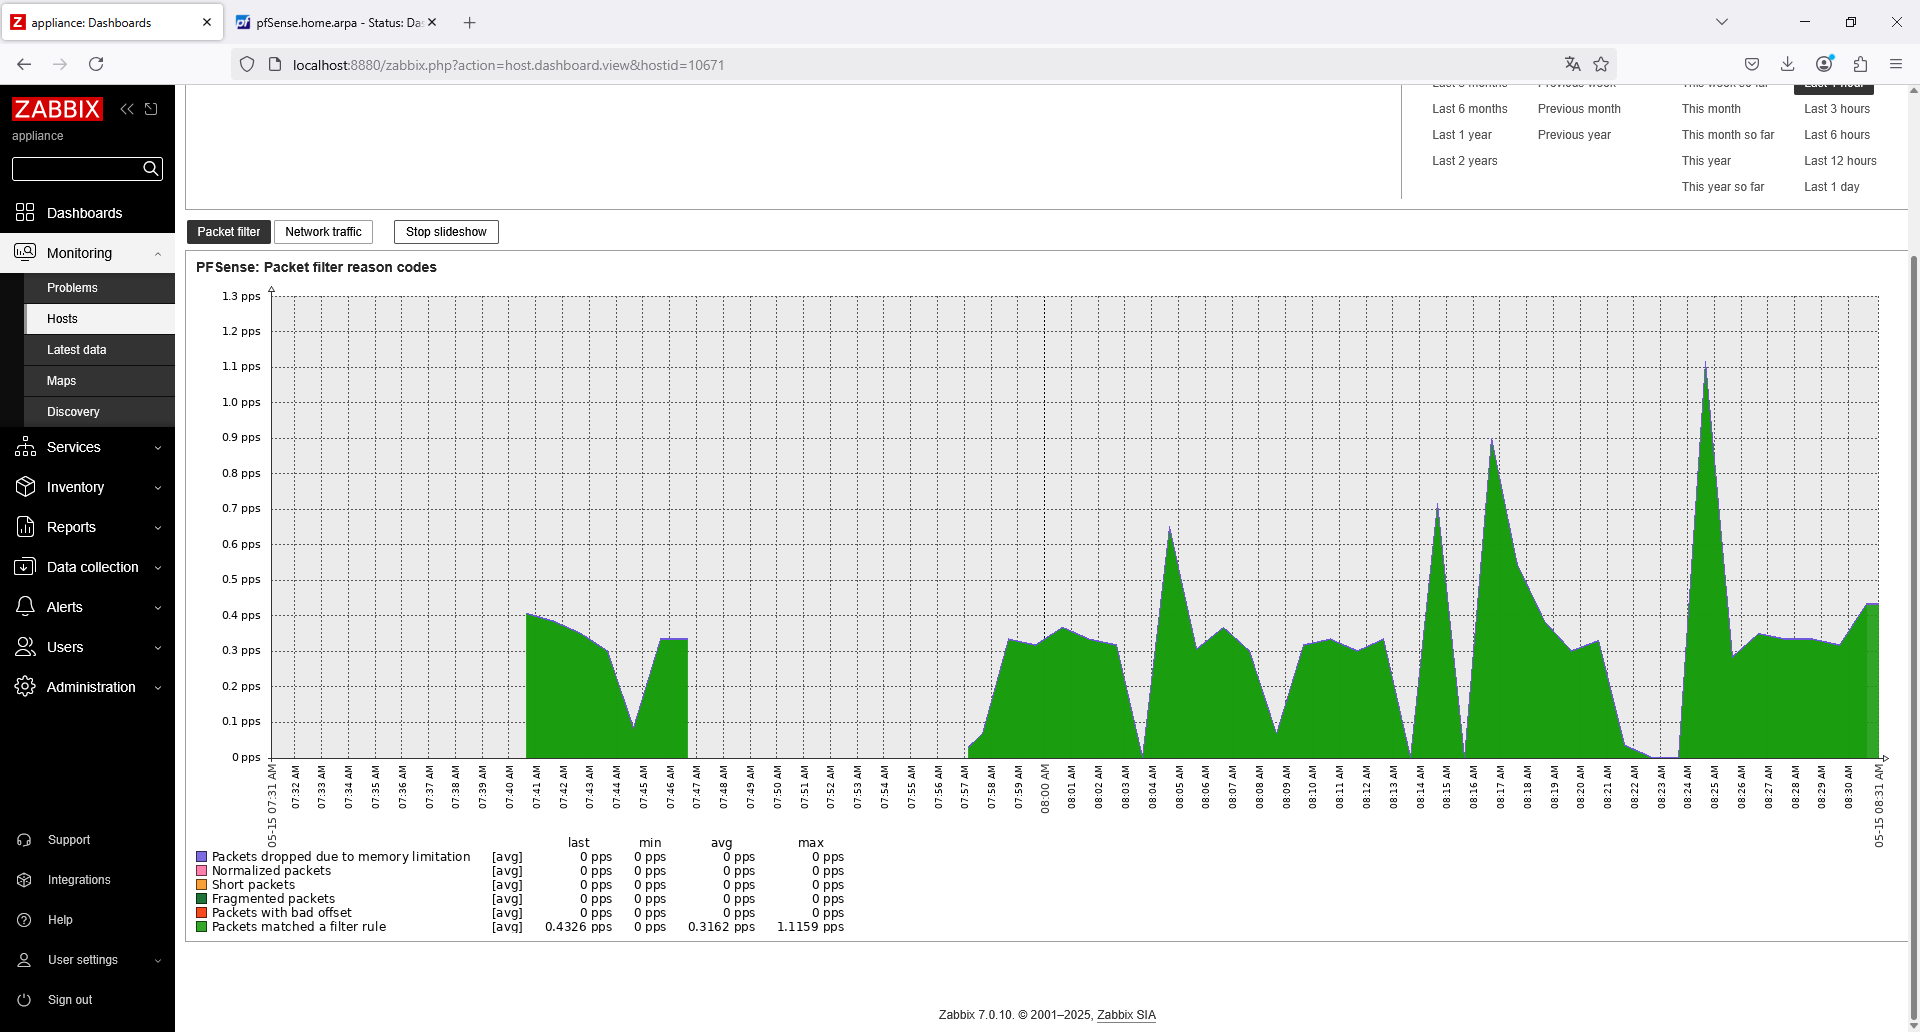 appliance: Dashboards
pfSense.home.arpa - Status: Da
localhost:8880/zabbix.php?action=host.dashboard.view&hostid=10671
ZABBIX
appliance
Dashboards
Monitoring
Problems
Hosts
Latest data
Maps
Discovery
Services
Inventory
Reports
Data collection
Alerts
Users
Administration
Support
Integrations
Help
User settings
Sign out
Last 6 months Previous month This month Last 3 hours
Last 1 year Previous year This month so far Last 6 hours
Last 2 years This year Last 12 hours
This year so far Last 1 day
Packet filter Network traffic Stop slideshow
PFSense: Packet filter reason codes
1.3 pps
1.2 pps
1.1 pps
1.0 pps
0.9 pps
0.8 pps
0.7 pps
0.6 pps
0.5 pps
0.4 pps
0.3 pps
0.2 pps
0.1 pps
0 pps
05-15 07:31 AM
07:32 AM
07:33 AM
07:34 AM
07:35 AM
07:36 AM
07:37 AM
07:38 AM
07:39 AM
07:40 AM
07:41 AM
07:42 AM
07:43 AM
07:44 AM
07:45 AM
07:46 AM
07:47 AM
07:48 AM
07:49 AM
07:50 AM
07:51 AM
07:52 AM
07:53 AM
07:54 AM
07:55 AM
07:56 AM
07:57 AM
07:58 AM
07:59 AM
08:00 AM
08:01 AM
08:02 AM
08:03 AM
08:04 AM
08:05 AM
08:06 AM
08:07 AM
08:08 AM
08:09 AM
08:10 AM
08:11 AM
08:12 AM
08:13 AM
08:14 AM
08:15 AM
08:16 AM
08:17 AM
08:18 AM
08:19 AM
08:20 AM
08:21 AM
08:22 AM
08:23 AM
08:24 AM
08:25 AM
08:26 AM
08:27 AM
08:28 AM
08:29 AM
08:30 AM
05-15 08:31 AM
last min avg max
Packets dropped due to memory limitation [avg] 0 pps 0 pps 0 pps 0 pps
Normalized packets [avg] 0 pps 0 pps 0 pps 0 pps
Short packets [avg] 0 pps 0 pps 0 pps 0 pps
Fragmented packets [avg] 0 pps 0 pps 0 pps 0 pps
Packets with bad offset [avg] 0 pps 0 pps 0 pps 0 pps
Packets matched a filter rule [avg] 0.4326 pps 0 pps 0.3162 pps 1.1159 pps
Zabbix 7.0.10. © 2001–2025, Zabbix SIA